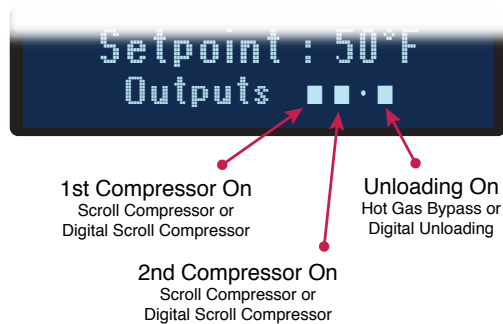 Setpoint : 50°F
Outputs ■■·■
1st Compressor On
Scroll Compressor or
Digital Scroll Compressor
Unloading On
Hot Gas Bypass or
Digital Unloading
2nd Compressor On
Scroll Compressor or
Digital Scroll Compressor